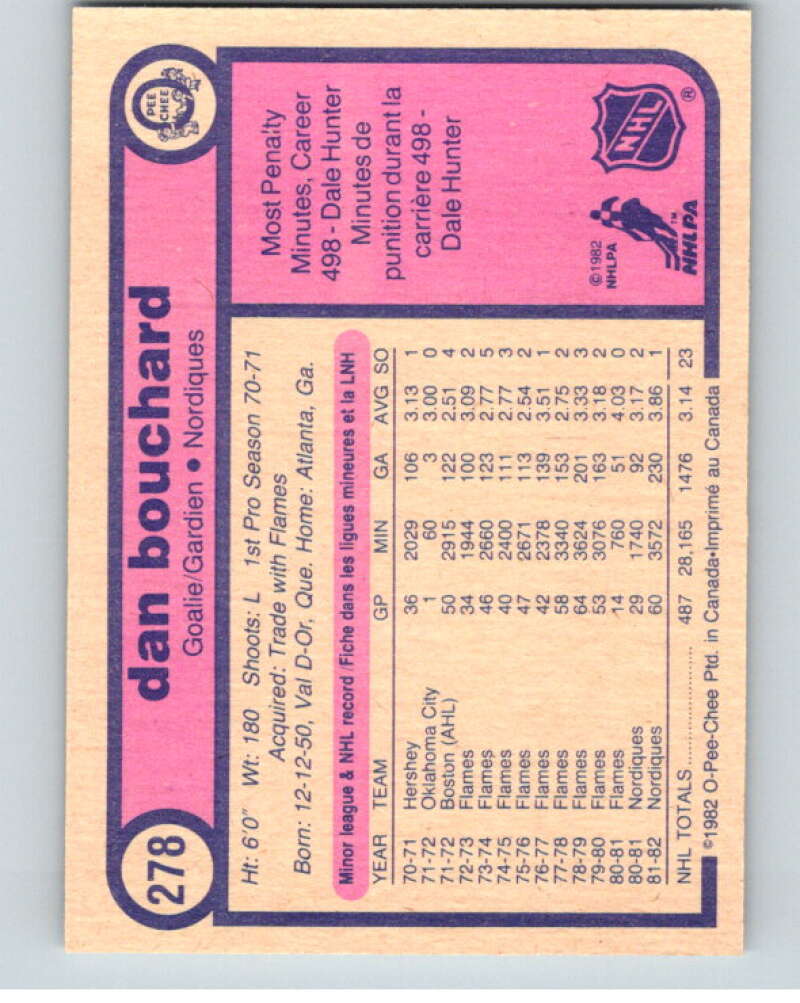 278
dan bouchard
Goalie/Gardien • Nordiques
PEE
CHEE
Ht: 6'0" Wt: 180 Shoots: L 1st Pro Season 70-71
Acquired: Trade with Flames
Born: 12-12-50, Val D-Or, Que. Home: Atlanta, Ga.
Minor league & NHL record/Fiche dans les ligues mineures et la LNH
YEAR TEAM GP MIN GA AVG SO
70-71 Hershey 36 2029 106 3.13 1
71-72 Oklahoma City 1 60 3 3.00 0
71-72 Boston (AHL) 50 2915 122 2.51 4
72-73 Flames 34 1944 100 3.09 2
73-74 Flames 46 2660 123 2.77 5
74-75 Flames 40 2400 111 2.77 3
75-76 Flames 47 2671 113 2.54 2
76-77 Flames 42 2378 139 3.51 1
77-78 Flames 58 3340 153 2.75 2
78-79 Flames 64 3624 201 3.33 3
79-80 Flames 53 3076 163 3.18 2
80-81 Flames 14 760 51 4.03 0
80-81 Nordiques 29 1740 92 3.17 2
81-82 Nordiques 60 3572 230 3.86 1
NHL TOTALS.................... 487 28,165 1476 3.14 23
©1982 O-Pee-Chee Ptd. in Canada•Imprimé au Canada
Most Penalty
Minutes, Career
498 - Dale Hunter
Minutes de
punition durant la
carrière 498 -
Dale Hunter
©1982
NHLPA
NHL ®
NHLPA ™